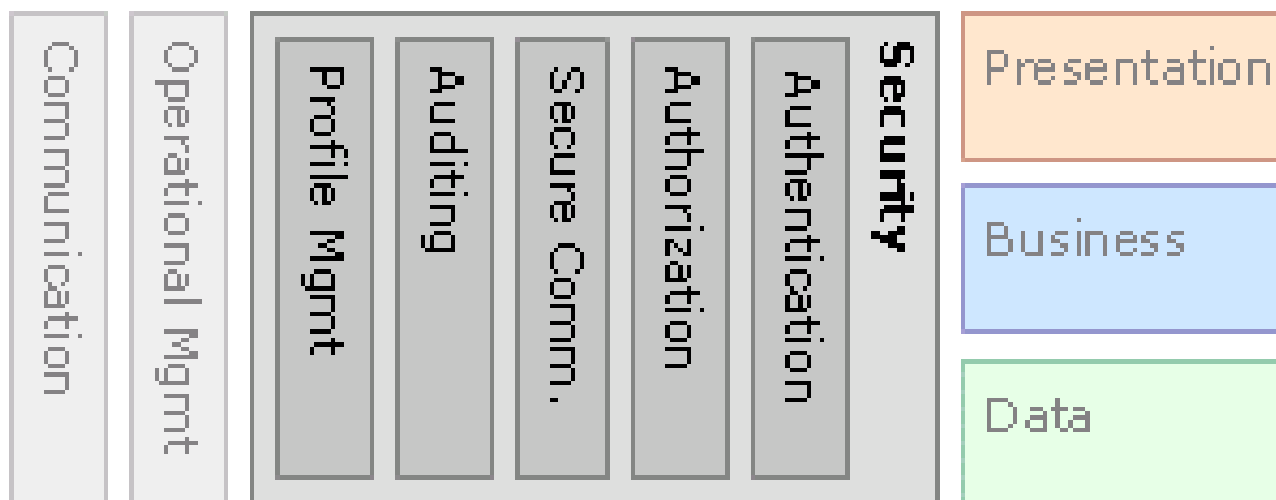 Communication
Operational Mgmt
Profile Mgmt
Auditing
Secure Comm.
Authorization
Authentication
Security
Presentation
Business
Data